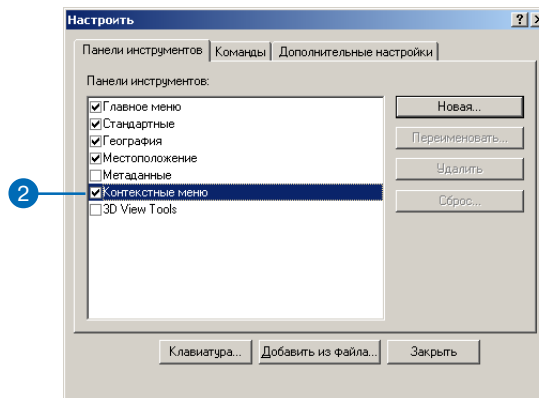 Настроить
Панели инструментов Команды Дополнительные настройки
Панели инструментов:
Главное меню
Стандартные
География
Местоположение
Метаданные
Контекстные меню
3D View Tools
Новая...
Переименовать...
Удалить
Сброс...
2
Клавиатура... Добавить из файла... Закрыть